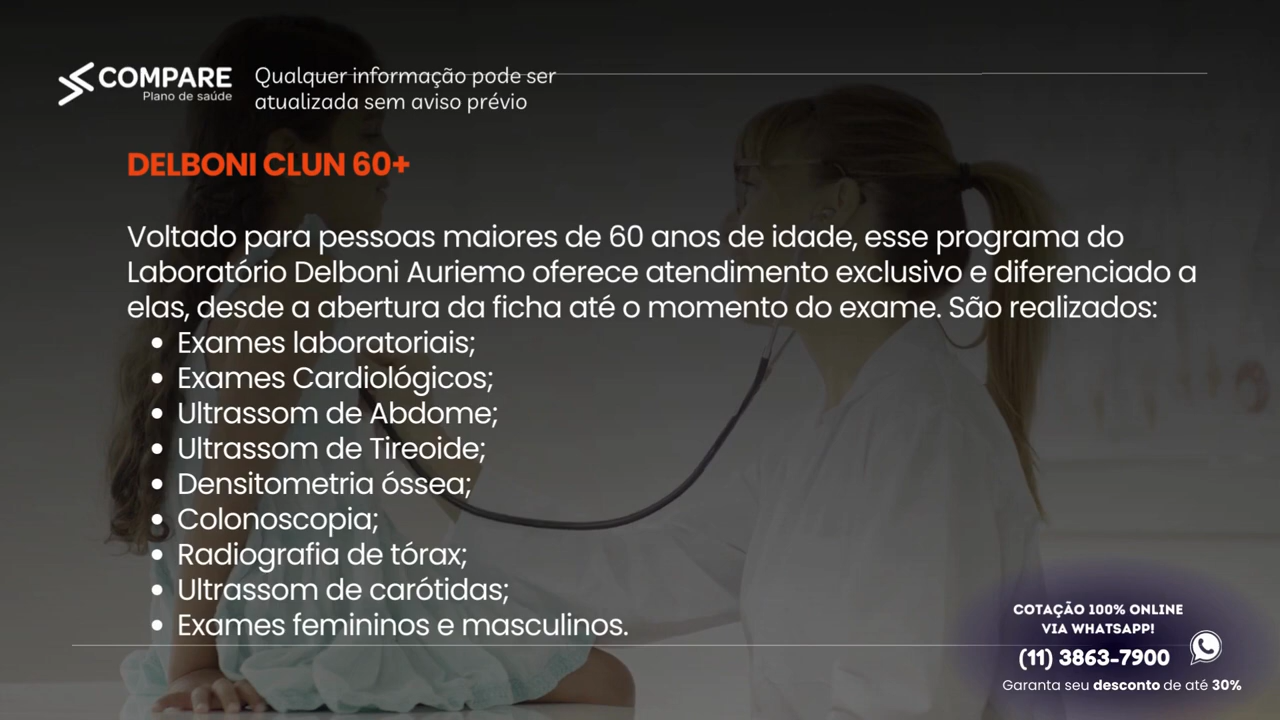 COMPARE
Plano de saúde
Qualquer informação pode ser
atualizada sem aviso prévio
DELBONI CLUN 60+
Voltado para pessoas maiores de 60 anos de idade, esse programa do
Laboratório Delboni Auriemo oferece atendimento exclusivo e diferenciado a
elas, desde a abertura da ficha até o momento do exame. São realizados:
• Exames laboratoriais;
• Exames Cardiológicos;
• Ultrassom de Abdome;
• Ultrassom de Tireoide;
• Densitometria óssea;
• Colonoscopia;
• Radiografia de tórax;
• Ultrassom de carótidas;
• Exames femininos e masculinos.
COTAÇÃO 100% ONLINE
VIA WHATSAPP!
(11) 3863-7900
Garanta seu desconto de até 30%